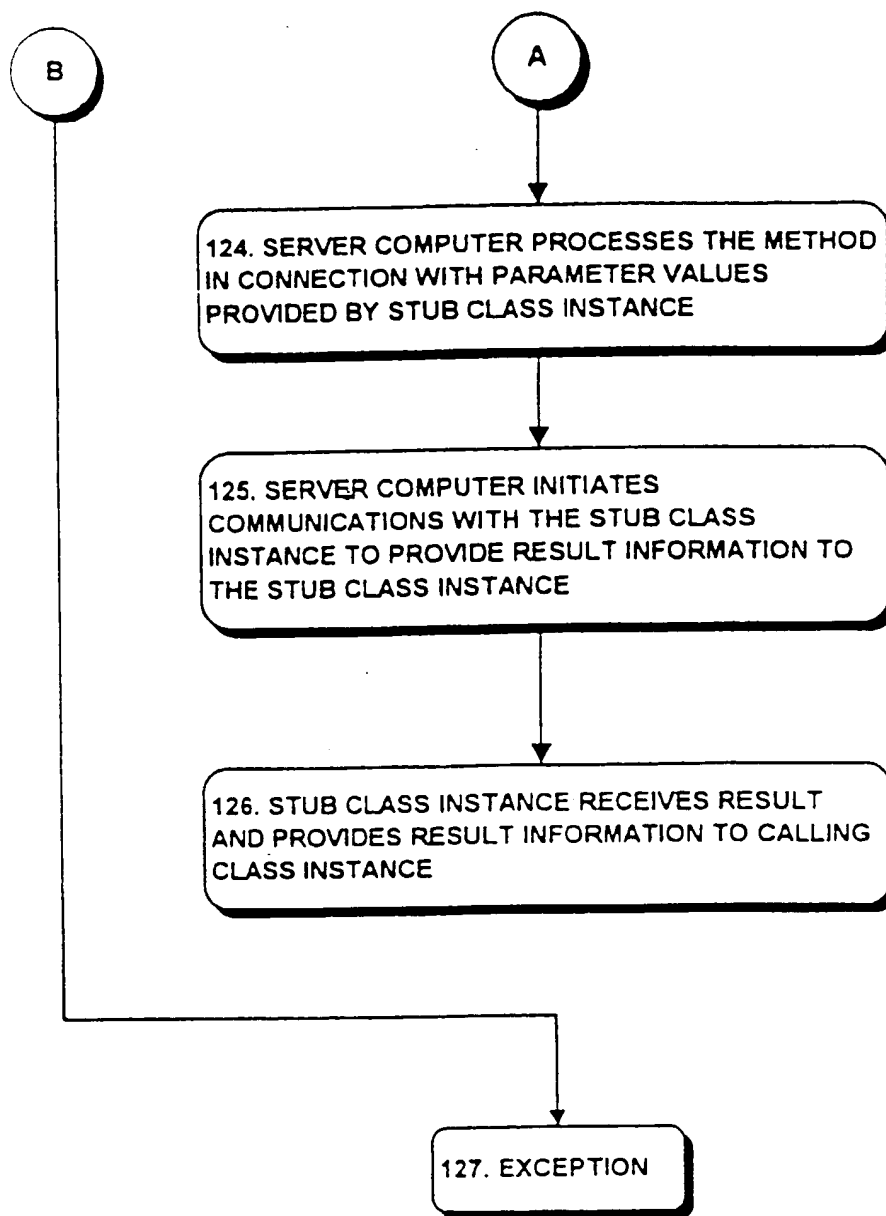 B
A
124. SERVER COMPUTER PROCESSES THE METHOD
IN CONNECTION WITH PARAMETER VALUES
PROVIDED BY STUB CLASS INSTANCE
125. SERVER COMPUTER INITIATES
COMMUNICATIONS WITH THE STUB CLASS
INSTANCE TO PROVIDE RESULT INFORMATION TO
THE STUB CLASS INSTANCE
126. STUB CLASS INSTANCE RECEIVES RESULT
AND PROVIDES RESULT INFORMATION TO CALLING
CLASS INSTANCE
127. EXCEPTION